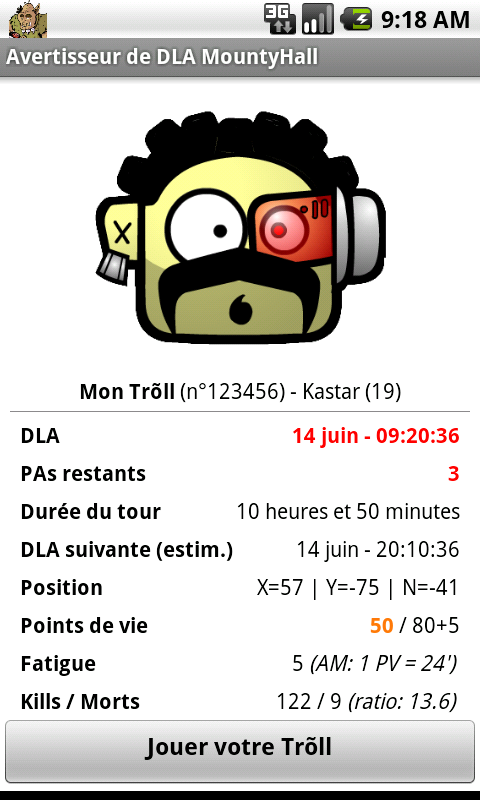 3G 9:18 AM
Avertisseur de DLA MountyHall
Mon Trõll (n°123456) - Kastar (19)
DLA 14 juin - 09:20:36
PAs restants 3
Durée du tour 10 heures et 50 minutes
DLA suivante (estim.) 14 juin - 20:10:36
Position X=57 | Y=-75 | N=-41
Points de vie 50 / 80+5
Fatigue 5 (AM: 1 PV = 24')
Kills / Morts 122 / 9 (ratio: 13.6)
Jouer votre Trõll